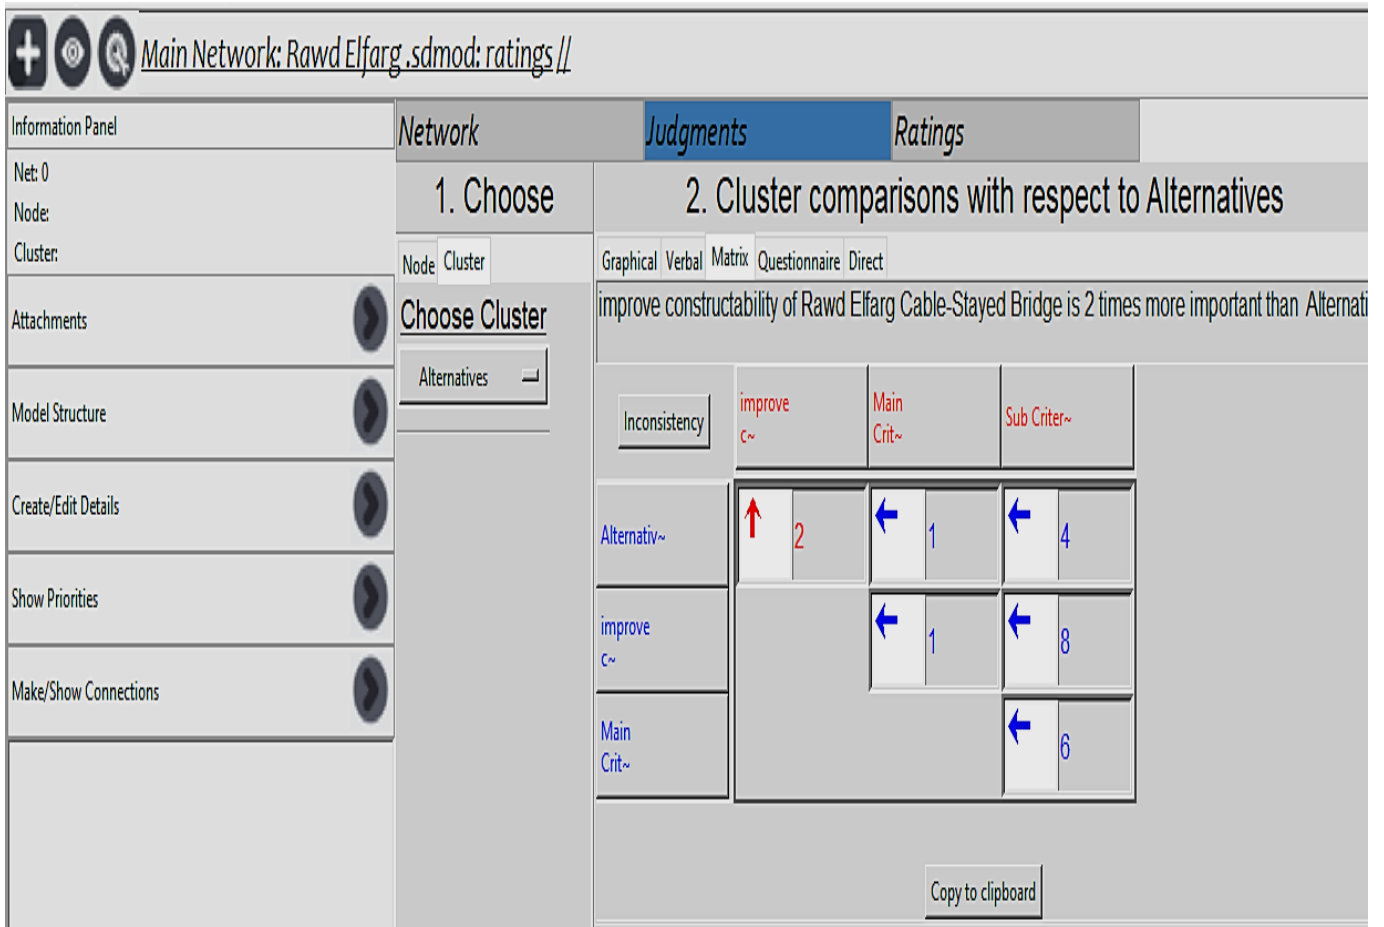 Main Network: Rawd Elfarg .sdmod: ratings //
Information Panel
Net: 0
Node:
Cluster:
Attachments
Model Structure
Create/Edit Details
Show Priorities
Make/Show Connections
Network Judgments Ratings
1. Choose
Node Cluster
Choose Cluster
Alternatives
2. Cluster comparisons with respect to Alternatives
Graphical Verbal Matrix Questionnaire Direct
improve constructability of Rawd Elfarg Cable-Stayed Bridge is 2 times more important than Alternati
Inconsistency
improve
c~
Main
Crit~
Sub Criter~
Alternativ~ 2 1 4
improve
c~
1 8
Main
Crit~
6
Copy to clipboard